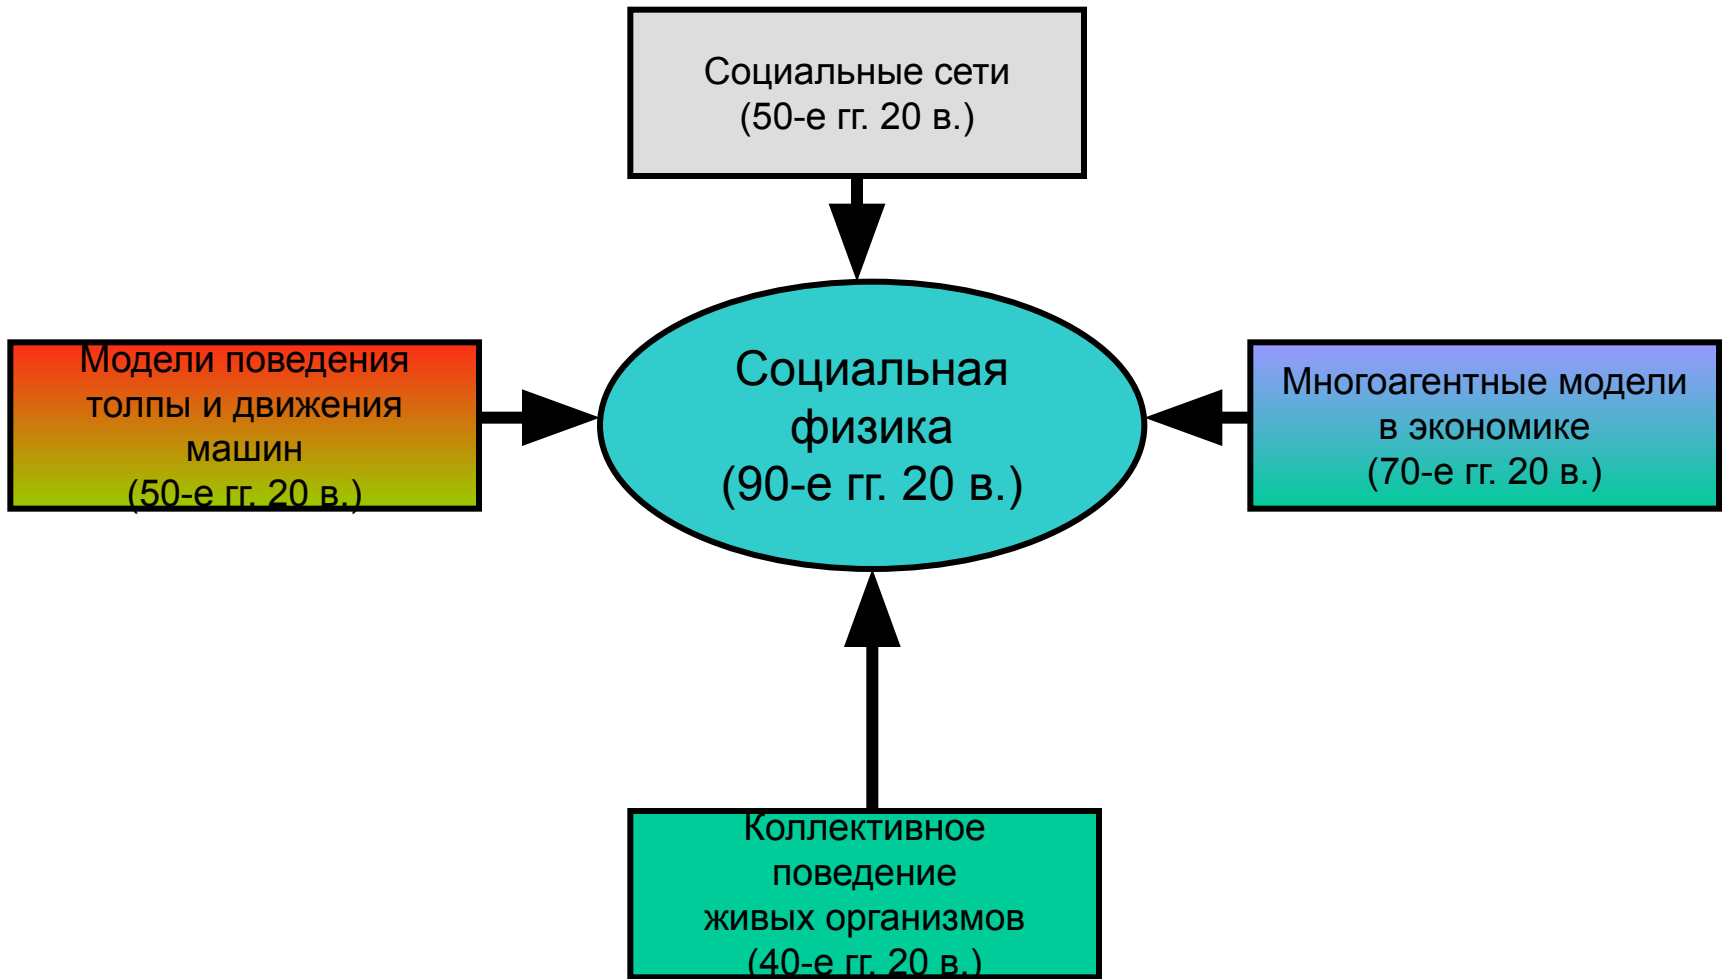 Социальные сети
(50-е гг. 20 в.)
Модели поведения
толпы и движения
машин
(50-е гг. 20 в.)
Социальная
физика
(90-е гг. 20 в.)
Многоагентные модели
в экономике
(70-е гг. 20 в.)
Коллективное
поведение
живых организмов
(40-е гг. 20 в.)